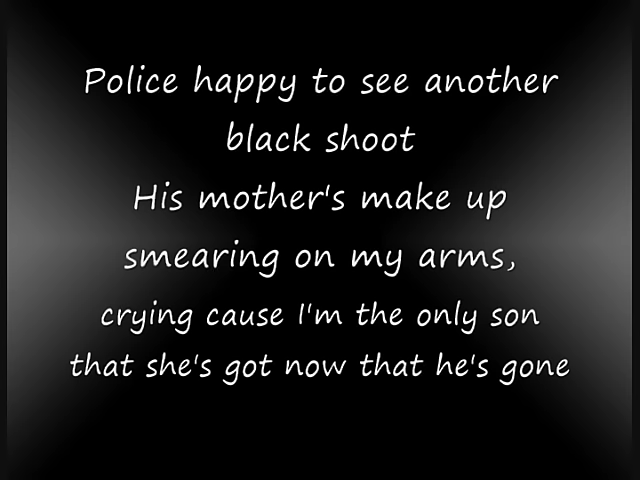 Police happy to see another
black shoot
His mother's make up
smearing on my arms,
crying cause I'm the only son
that she's got now that he's gone